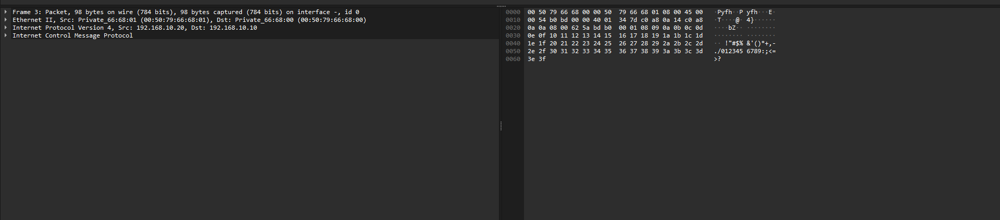 Frame 3: Packet, 98 bytes on wire (784 bits), 98 bytes captured (784 bits) on interface -, id 0
Ethernet II, Src: Private_66:68:01 (00:50:79:66:68:01), Dst: Private_66:68:00 (00:50:79:66:68:00)
Internet Protocol Version 4, Src: 192.168.10.20, Dst: 192.168.10.10
Internet Control Message Protocol
0000 00 50 79 66 68 00 00 50 79 66 68 01 08 00 45 00 ·Pyfh··P yfh···E·
0010 00 54 b0 bd 00 00 40 01 34 7d c0 a8 0a 14 c0 a8 ·T····@· 4}······
0020 0a 0a 08 00 62 5a bd b0 00 01 08 09 0a 0b 0c 0d ····bZ·· ········
0030 0e 0f 10 11 12 13 14 15 16 17 18 19 1a 1b 1c 1d ········ ········
0040 1e 1f 20 21 22 23 24 25 26 27 28 29 2a 2b 2c 2d ·· !"#$% &'()*+,-
0050 2e 2f 30 31 32 33 34 35 36 37 38 39 3a 3b 3c 3d ./012345 6789:;<=
0060 3e 3f >?